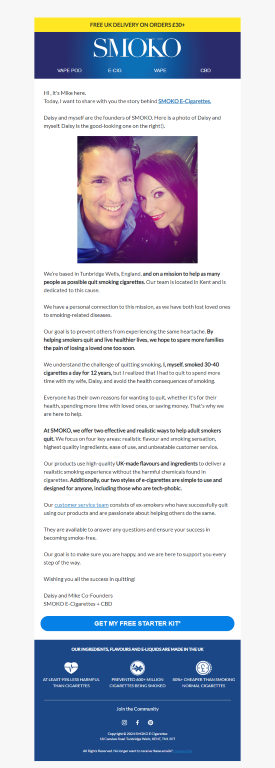 FREE UK DELIVERY ON ORDERS £30+
SMOKO
VAPE POD E-CIG VAPE CBD
Hi, It's Mike here,
Today, I want to share with you the story behind SMOKO E-Cigarettes.
Daisy and myself are the founders of SMOKO. Here is a photo of Daisy and
myself. Daisy is the good-looking one on the right!).
We're based in Tunbridge Wells, England, and on a mission to help as many
people as possible quit smoking cigarettes. Our team is located in Kent and is
dedicated to this cause.
We have a personal connection to this mission, as we have both lost loved ones
to smoking-related diseases.
Our goal is to prevent others from experiencing the same heartache. By
helping smokers quit and live healthier lives, we hope to spare more families
the pain of losing a loved one too soon.
We understand the challenge of quitting smoking. I, myself, smoked 30-40
cigarettes a day for 12 years, but I realized that I had to quit to spend more
time with my wife, Daisy, and avoid the health consequences of smoking.
Everyone has their own reasons for wanting to quit, whether it's for their
health, spending more time with loved ones, or saving money. That's why we
are here to help.
At SMOKO, we offer two effective and realistic ways to help adult smokers
quit. We focus on four key areas: realistic flavour and smoking sensation,
highest quality ingredients, ease of use, and unbeatable customer service.
Our products use high-quality UK-made flavours and ingredients to deliver a
realistic smoking experience without the harmful chemicals found in
cigarettes. Additionally, our two styles of e-cigarettes are simple to use and
designed for anyone, including those who are tech-phobic.
Our customer service team consists of ex-smokers who have successfully quit
using our products and are passionate about helping others do the same.
They are available to answer any questions and ensure your success in
becoming smoke-free.
Our goal is to make sure you are happy, and we are here to support you every
step of the way.
Wishing you all the success in quitting!
Daisy and Mike Co-Founders
SMOKO E-Cigarettes + CBD
GET MY FREE STARTER KIT*
OUR INGREDIENTS, FLAVOURS AND E-LIQUIDS ARE MADE IN THE UK
AT LEAST 95% LESS HARMFUL
THAN CIGARETTES
PREVENTED 600+ MILLION
CIGARETTES BEING SMOKED
80%+ CHEAPER THAN SMOKING
NORMAL CIGARETTES
Join the Community
All Rights Reserved. No longer want to receive these emails?